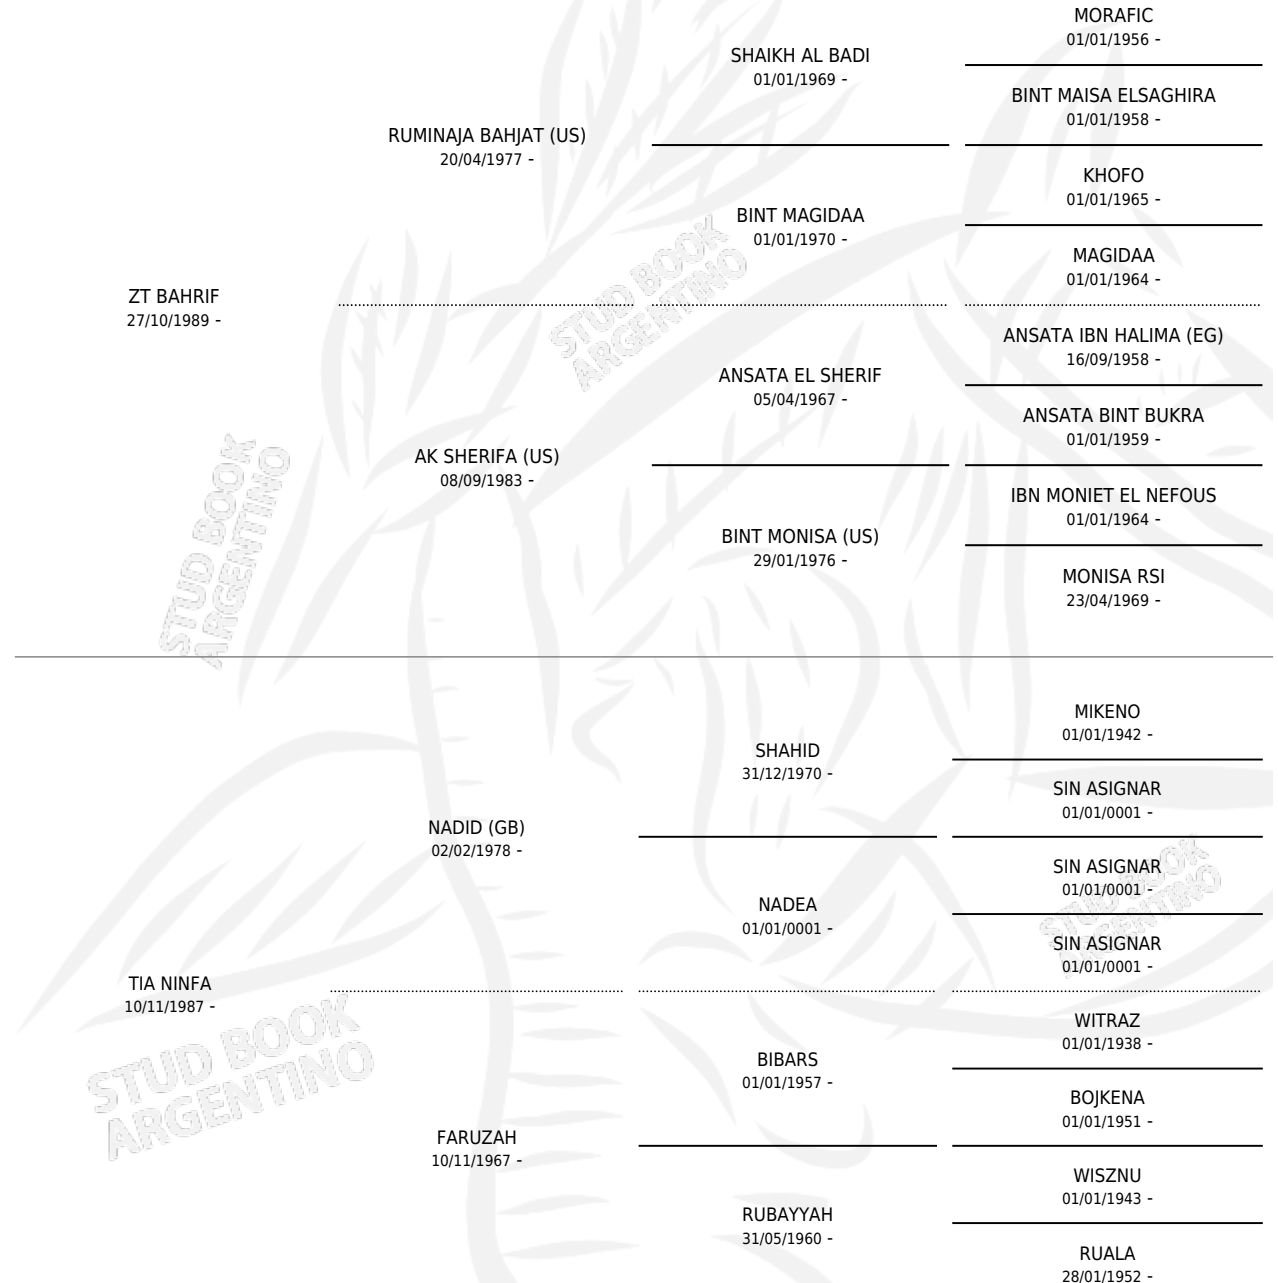 MORAFIC
01/01/1956 -
SHAIKH AL BADI
01/01/1969 -
BINT MAISA ELSAGHIRA
01/01/1958 -
RUMINAJA BAHJAT (US)
20/04/1977 -
KHOFO
01/01/1965 -
BINT MAGIDAA
01/01/1970 -
MAGIDAA
01/01/1964 -
ZT BAHRIF
27/10/1989 -
ANSATA IBN HALIMA (EG)
16/09/1958 -
ANSATA EL SHERIF
05/04/1967 -
ANSATA BINT BUKRA
01/01/1959 -
AK SHERIFA (US)
08/09/1983 -
IBN MONIET EL NEFOUS
01/01/1964 -
BINT MONISA (US)
29/01/1976 -
MONISA RSI
23/04/1969 -
STUD BOOK
ARGENTINO
STUD BOOK
ARGENTINO
MIKENO
01/01/1942 -
SHAHID
31/12/1970 -
SIN ASIGNAR
01/01/0001 -
NADID (GB)
02/02/1978 -
SIN ASIGNAR
01/01/0001 -
NADEA
01/01/0001 -
SIN ASIGNAR
01/01/0001 -
TIA NINFA
10/11/1987 -
WITRAZ
01/01/1938 -
BIBARS
01/01/1957 -
BOJKENA
01/01/1951 -
FARUZAH
10/11/1967 -
WISZNU
01/01/1943 -
RUBAYYAH
31/05/1960 -
RUALA
28/01/1952 -
STUD BOOK
ARGENTINO
STUD BOOK
ARGENTINO